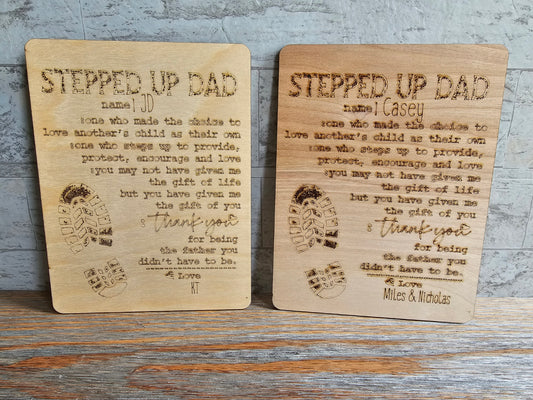 STEPPED UP DAD
name: JD
:one who made the choice to
love another's child as their own
:one who steps up to provide,
protect, encourage and love
:you may not have given me
the gift of life
but you have given me
the gift of you
: thank you
for being
the father you
didn't have to be.
Love
KT
STEPPED UP DAD
name: Casey
:one who made the choice to
love another's child as their own
:one who steps up to provide,
protect, encourage and love
:you may not have given me
the gift of life
but you have given me
the gift of you
: thank you
for being
the father you
didn't have to be.
Love
Miles & Nicholas